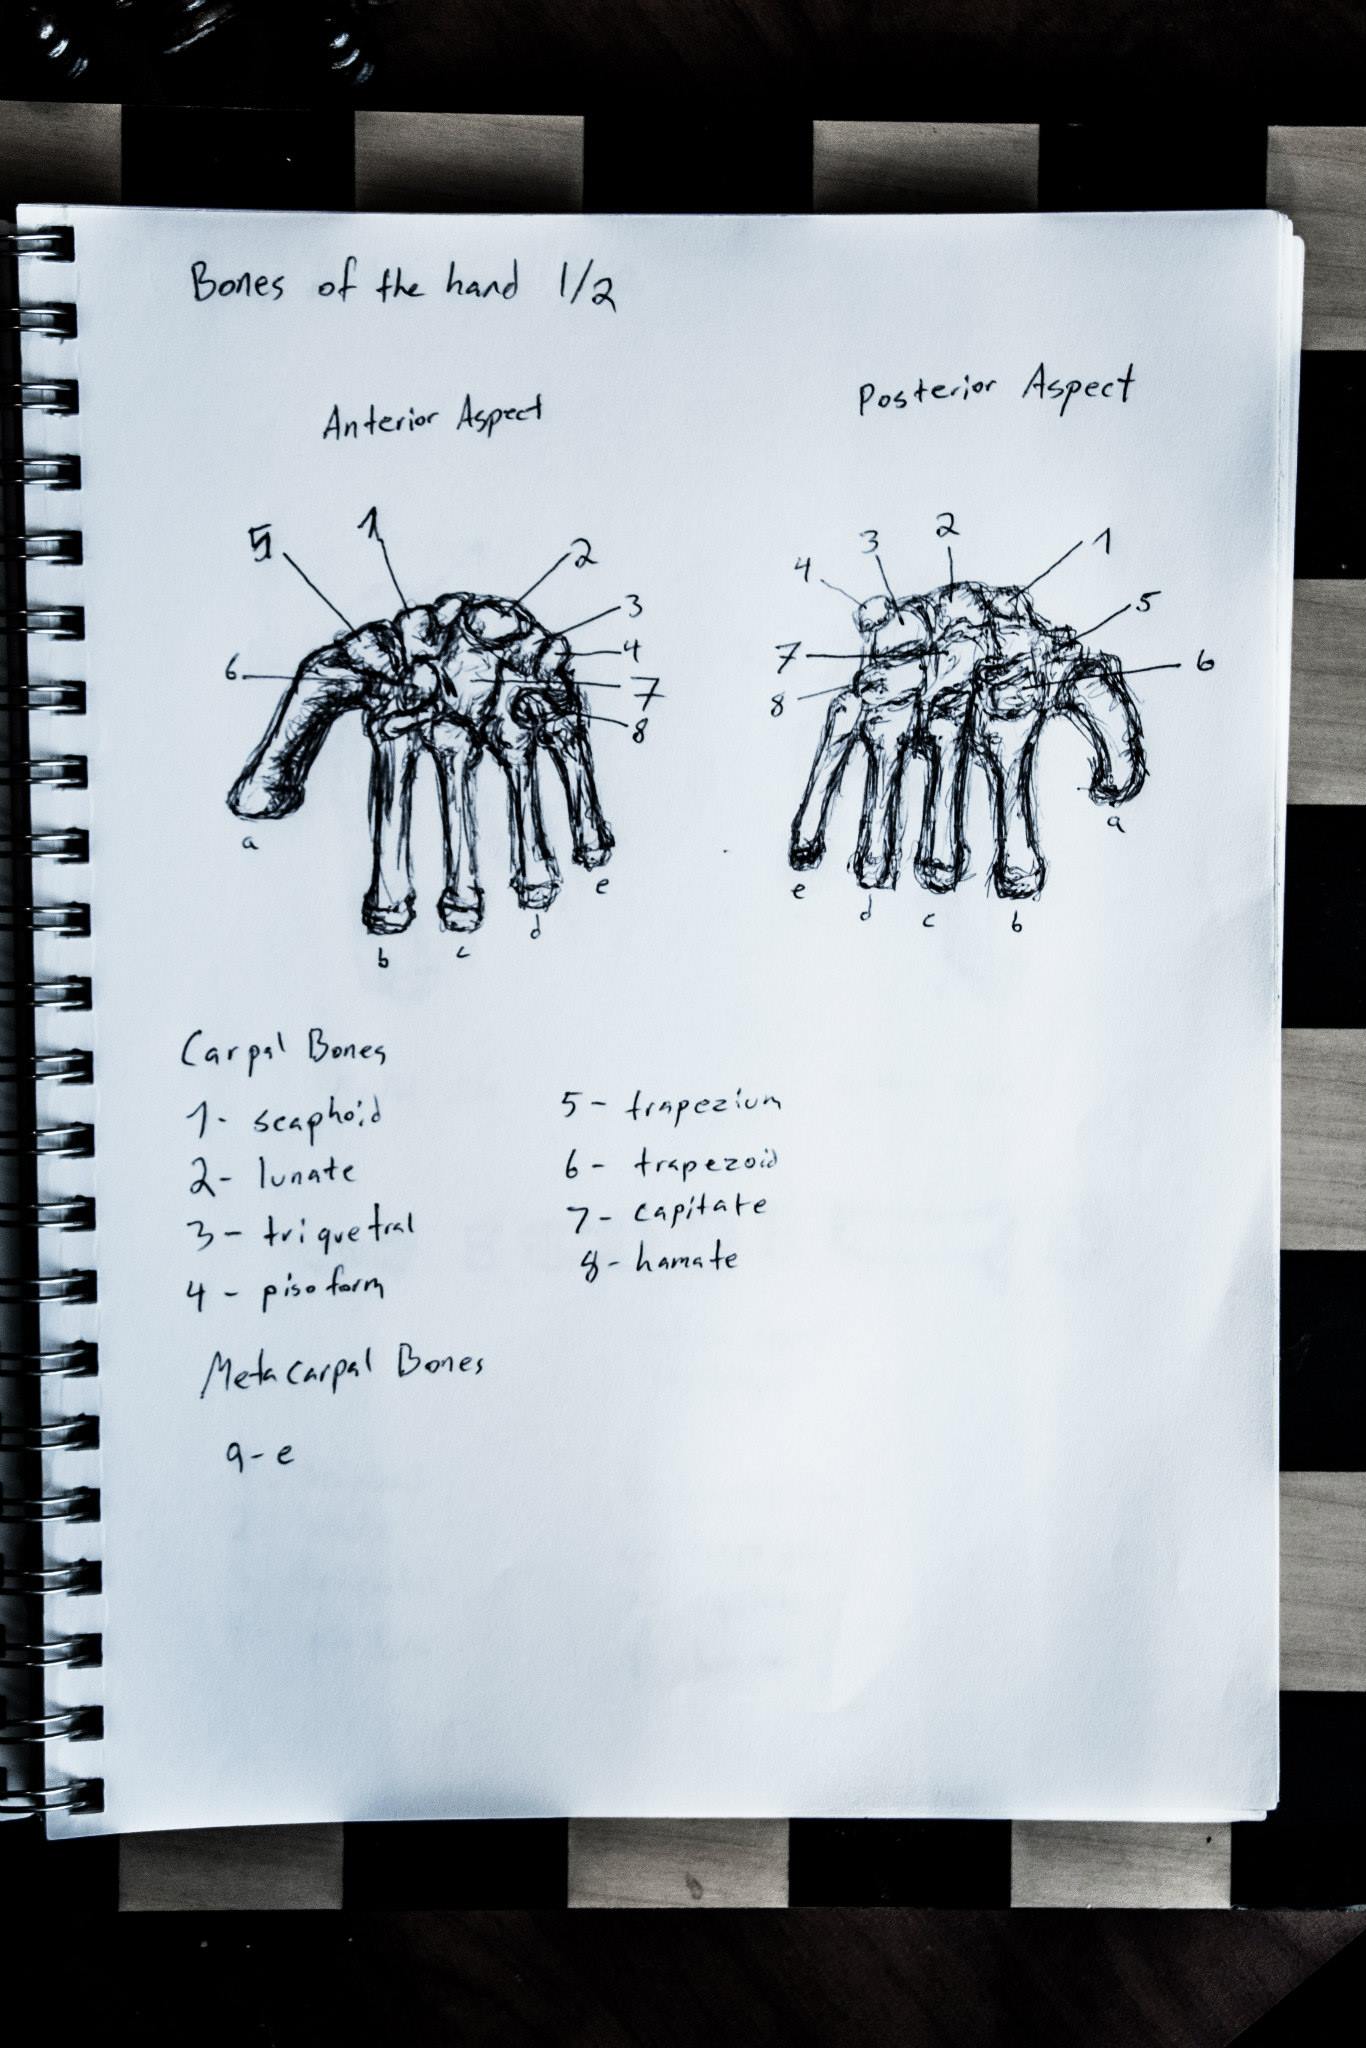 Bones of the hand 1/2
Anterior Aspect
Posterior Aspect
5 1 2 3 4 6 7 8
a b c d e
4 3 2 1 5 7 6 8
e d c b a
Carpal Bones
1- scaphoid
2- lunate
3- triquetral
4- pisoform
5- trapezium
6- trapezoid
7- capitate
8- hamate
Metacarpal Bones
a-e